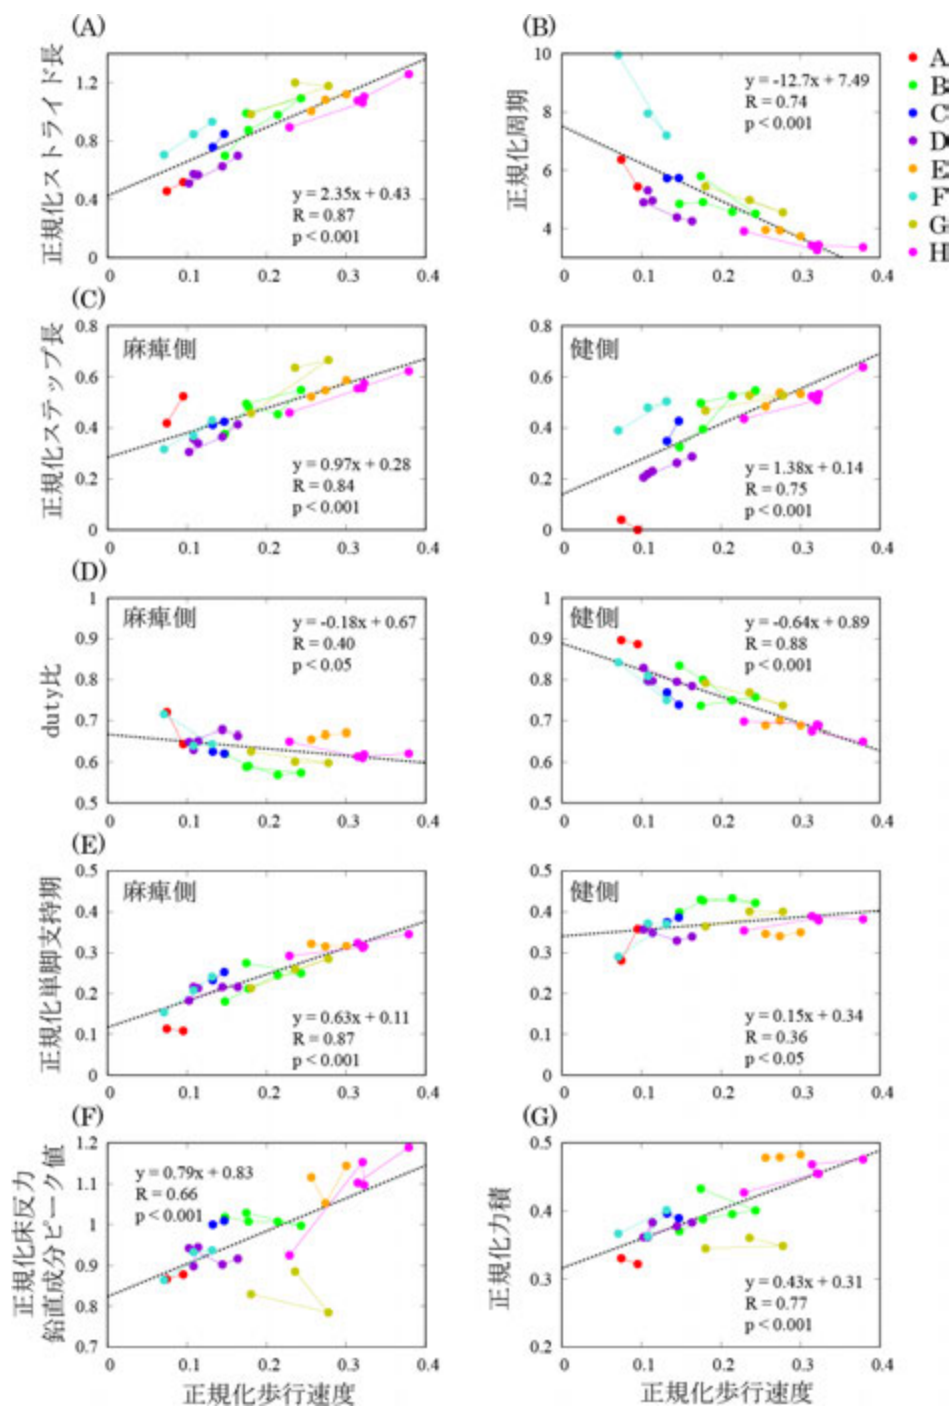 (A)
正規化ストライド長
1.2
0.8
0.4
0
y = 2.35x + 0.43
R = 0.87
p < 0.001
0 0.1 0.2 0.3 0.4
(B)
正規化周期
10
8
6
4
y = -12.7x + 7.49
R = 0.74
p < 0.001
0 0.1 0.2 0.3 0.4
A
B
C
D
E
F
G
H
(C)
正規化ステップ長
麻痺側
0.8
0.6
0.4
0.2
0
y = 0.97x + 0.28
R = 0.84
p < 0.001
0 0.1 0.2 0.3 0.4
健側
0.8
0.6
0.4
0.2
0
y = 1.38x + 0.14
R = 0.75
p < 0.001
0 0.1 0.2 0.3 0.4
(D)
duty比
麻痺側
1
0.9
0.8
0.7
0.6
0.5
y = -0.18x + 0.67
R = 0.40
p < 0.05
0 0.1 0.2 0.3 0.4
健側
1
0.9
0.8
0.7
0.6
0.5
y = -0.64x + 0.89
R = 0.88
p < 0.001
0 0.1 0.2 0.3 0.4
(E)
正規化単脚支持期
麻痺側
0.5
0.4
0.3
0.2
0.1
0
y = 0.63x + 0.11
R = 0.87
p < 0.001
0 0.1 0.2 0.3 0.4
健側
0.5
0.4
0.3
0.2
0.1
0
y = 0.15x + 0.34
R = 0.36
p < 0.05
0 0.1 0.2 0.3 0.4
(F)
正規化床反力
鉛直成分ピーク値
1.2
1.1
1
0.9
0.8
0.7
y = 0.79x + 0.83
R = 0.66
p < 0.001
0 0.1 0.2 0.3 0.4
正規化歩行速度
(G)
正規化力積
0.5
0.4
0.3
0.2
y = 0.43x + 0.31
R = 0.77
p < 0.001
0 0.1 0.2 0.3 0.4
正規化歩行速度